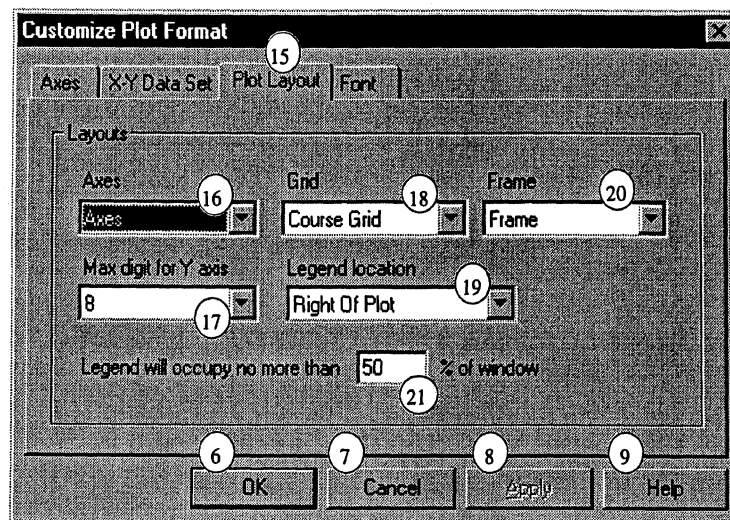 Customize Plot Format
15
Axes X-Y Data Set Plot Layout Font
Layouts
Axes Grid Frame
16 18 20
Axes Course Grid Frame
Max digit for Y axis Legend location
19
8 Right Of Plot
17
Legend will occupy no more than 50 % of window
21
6 7 8 9
OK Cancel Apply Help